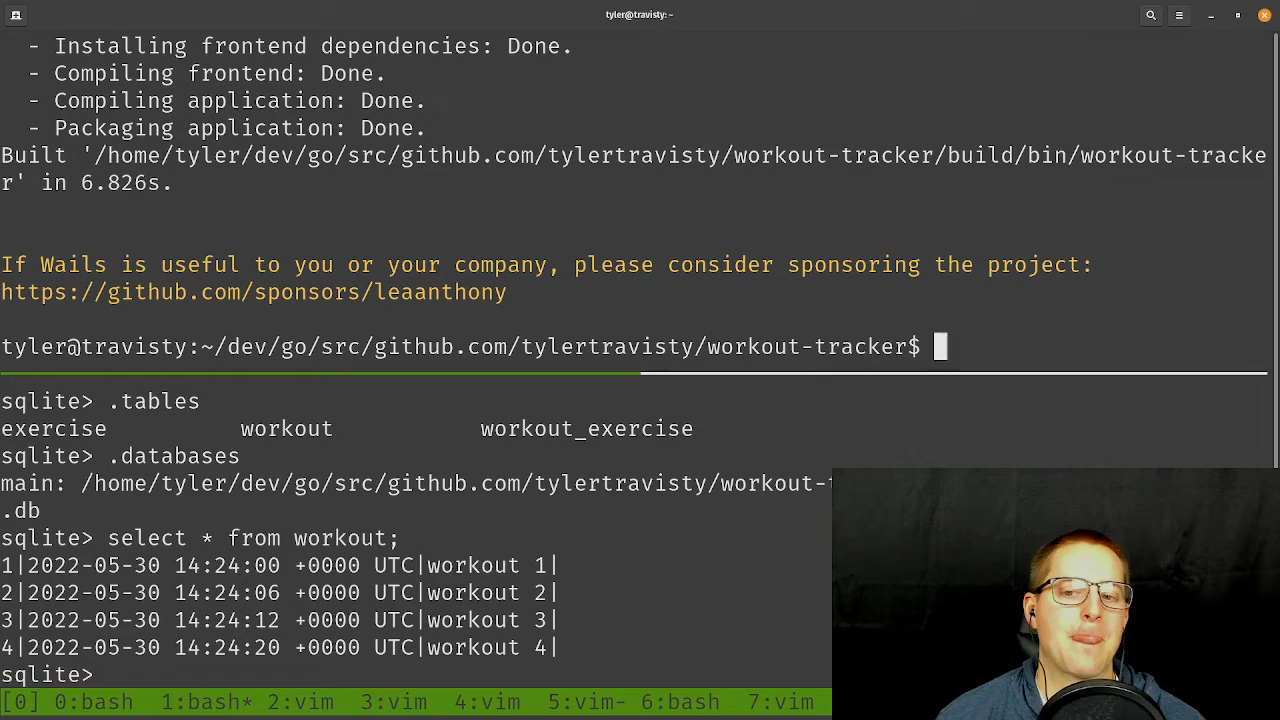 tyler@travisty: ~
- Installing frontend dependencies: Done.
- Compiling frontend: Done.
- Compiling application: Done.
- Packaging application: Done.
Built '/home/tyler/dev/go/src/github.com/tylertravisty/workout-tracker/build/bin/workout-tracke
r' in 6.826s.
If Wails is useful to you or your company, please consider sponsoring the project:
https://github.com/sponsors/leaanthony
tyler@travisty:~/dev/go/src/github.com/tylertravisty/workout-tracker$
sqlite> .tables
exercise workout workout_exercise
sqlite> .databases
main: /home/tyler/dev/go/src/github.com/tylertravisty/workout-
.db
sqlite> select * from workout;
1|2022-05-30 14:24:00 +0000 UTC|workout 1|
2|2022-05-30 14:24:06 +0000 UTC|workout 2|
3|2022-05-30 14:24:12 +0000 UTC|workout 3|
4|2022-05-30 14:24:20 +0000 UTC|workout 4|
sqlite>
[0] 0:bash 1:bash* 2:vim 3:vim 4:vim 5:vim- 6:bash 7:vim